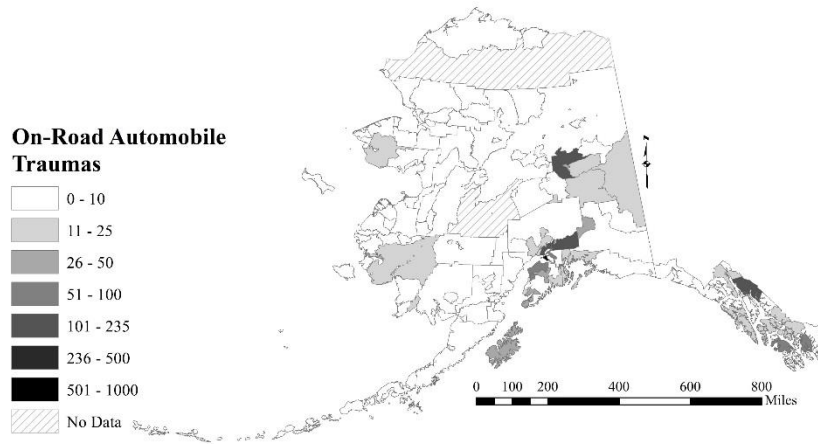 On-Road Automobile
Traumas
0 - 10
11 - 25
26 - 50
51 - 100
101 - 235
236 - 500
501 - 1000
No Data
0 50 100 200 400 600 800
Miles